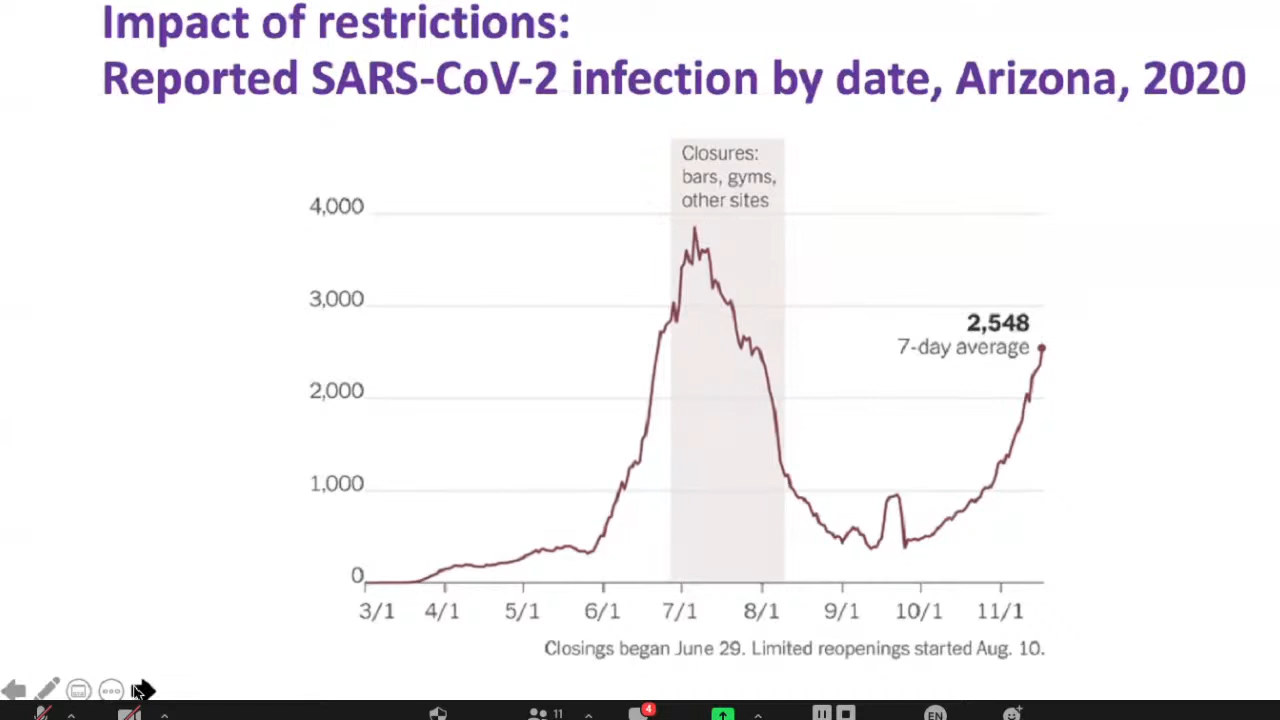 Impact of restrictions:
Reported SARS-CoV-2 infection by date, Arizona, 2020
Closures:
bars, gyms,
other sites
4,000
3,000
2,548
7-day average
2,000
1,000
0
3/1 4/1 5/1 6/1 7/1 8/1 9/1 10/1 11/1
Closings began June 29. Limited reopenings started Aug. 10.
11
4
EN